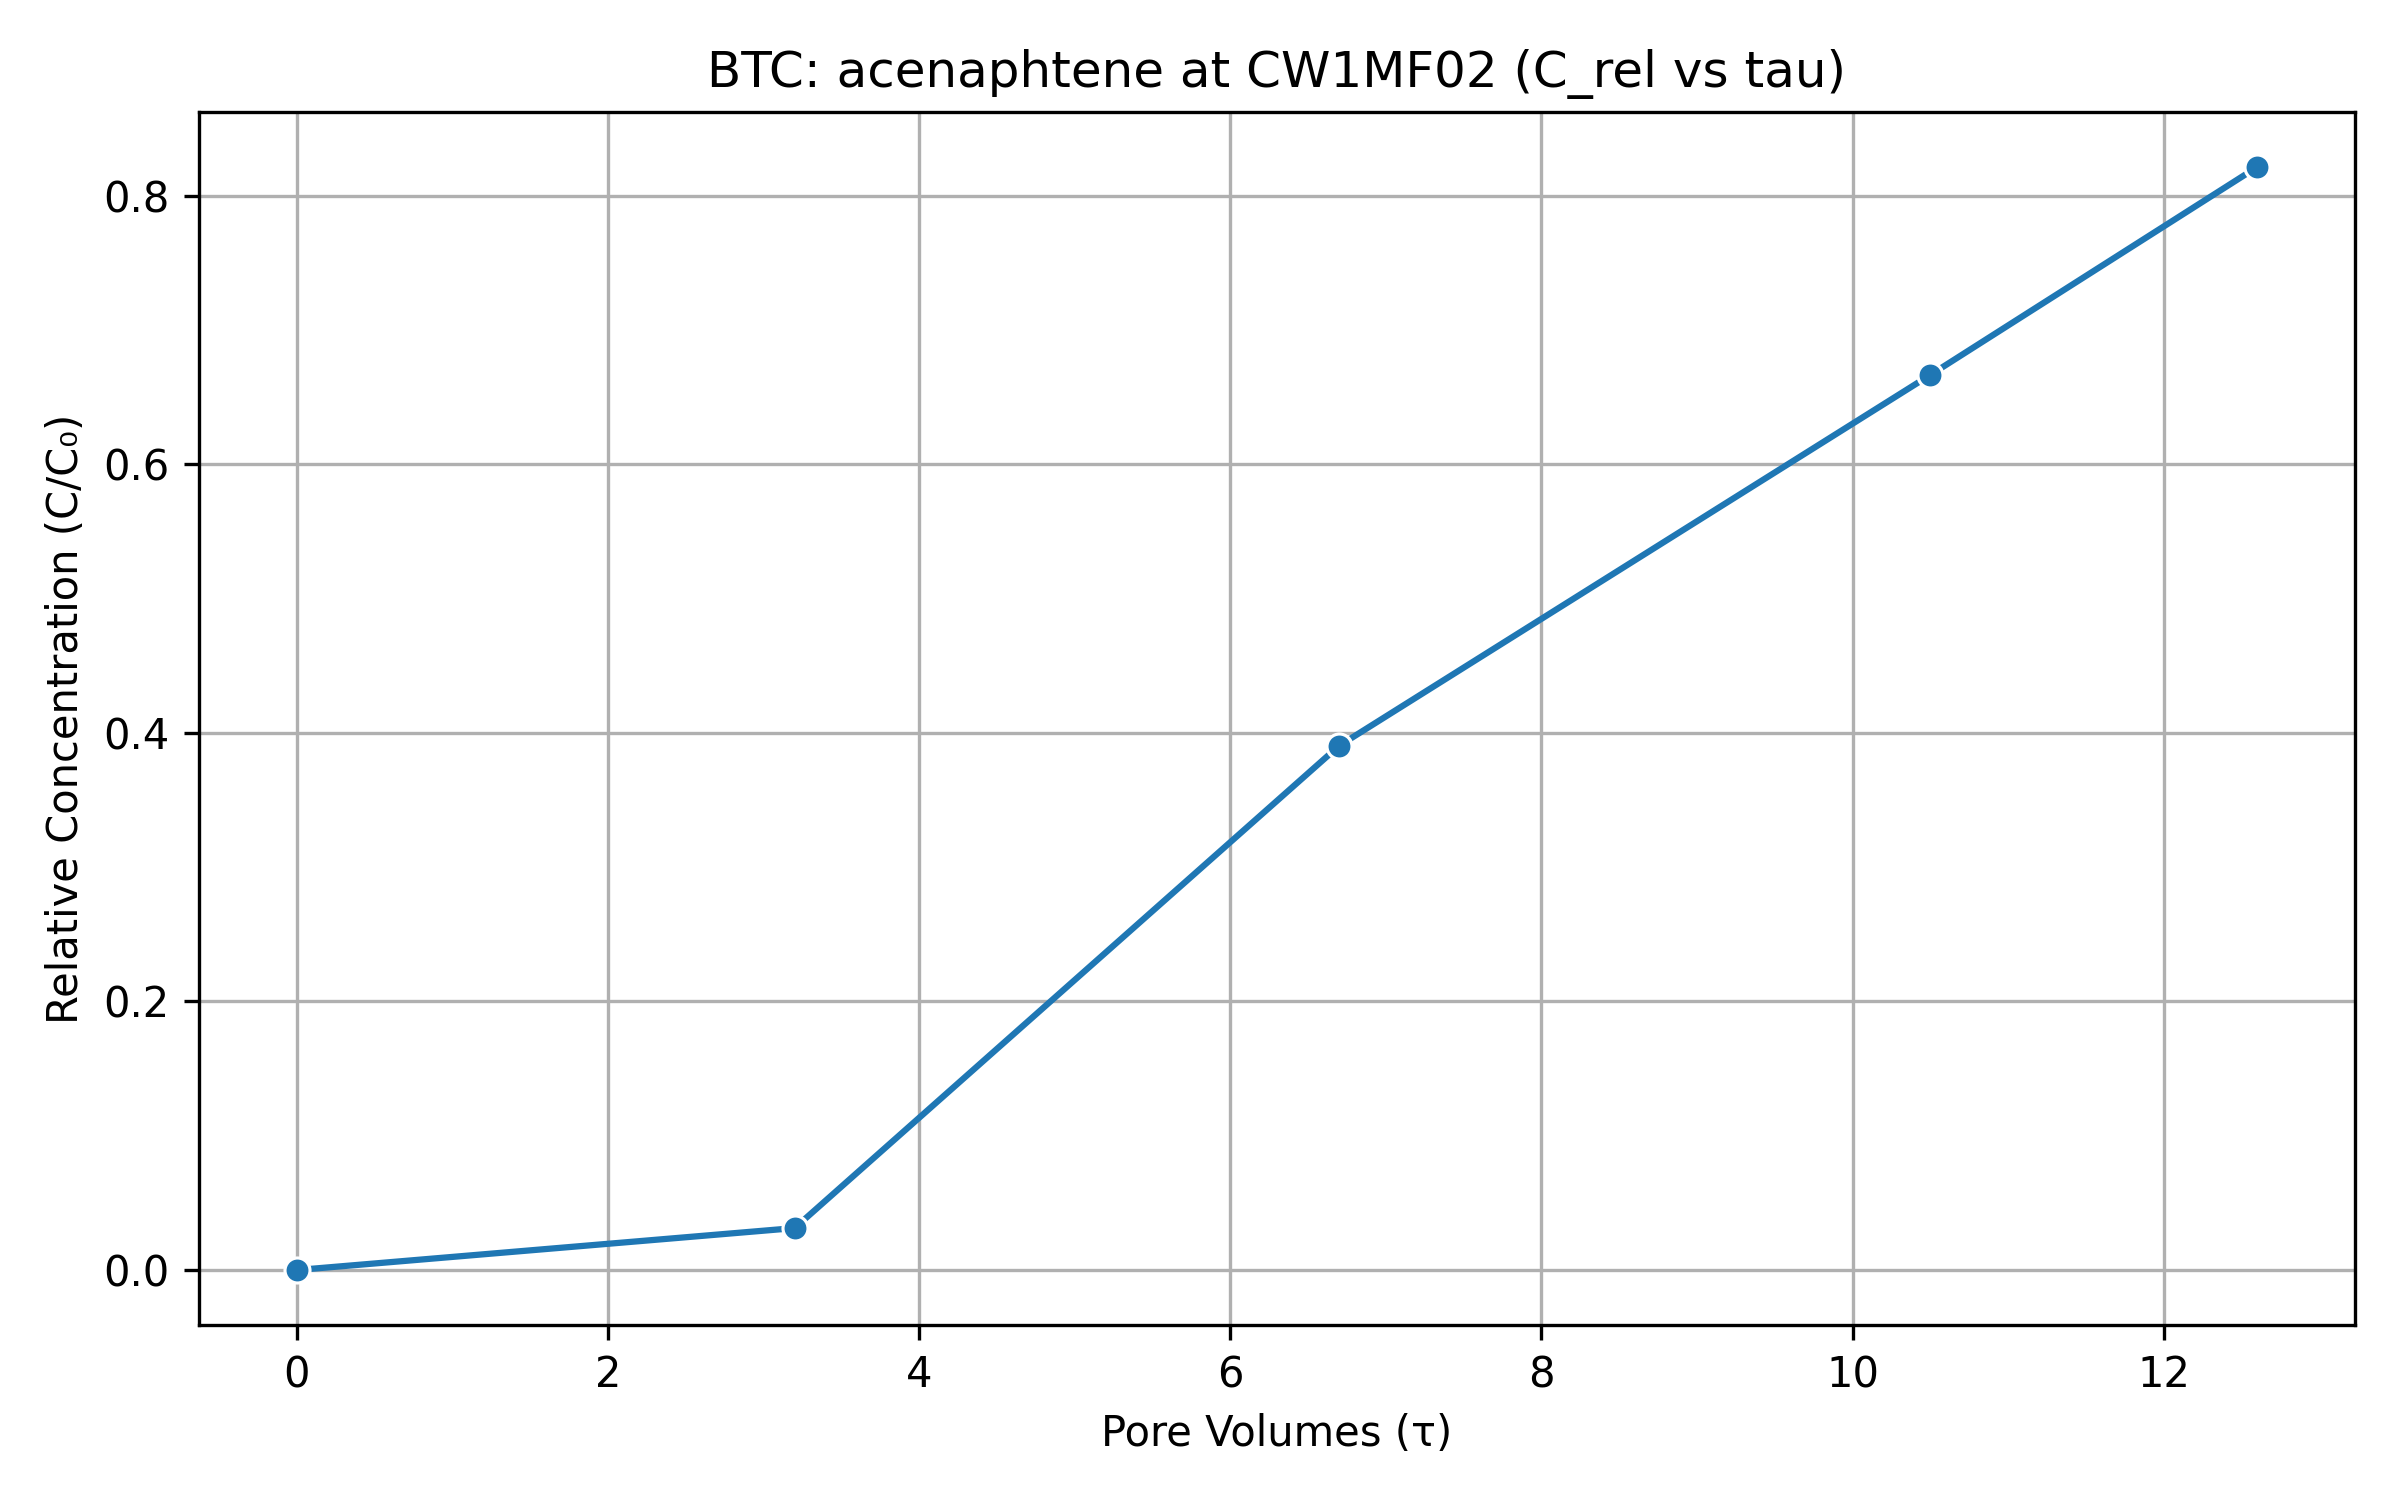 BTC: acenaphtene at CW1MF02 (C_rel vs tau)
Relative Concentration (C/C₀)
0.8
0.6
0.4
0.2
0.0
0 2 4 6 8 10 12
Pore Volumes (τ)